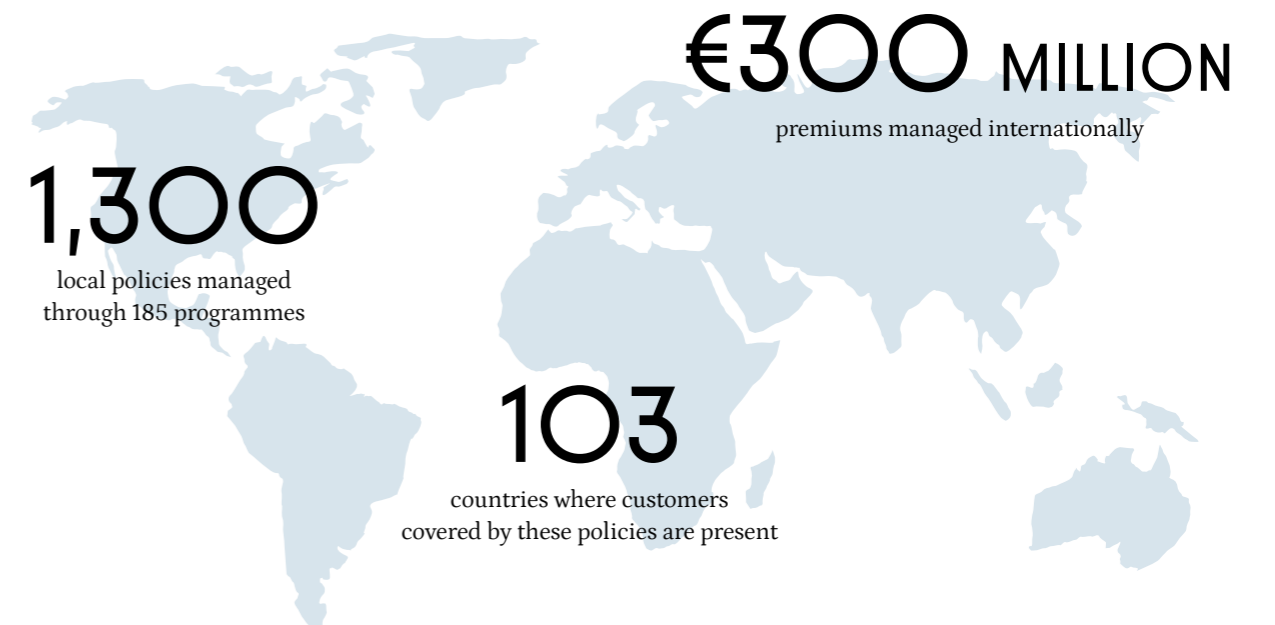 €300 MILLION
premiums managed internationally
1,300
local policies managed
through 185 programmes
103
countries where customers
covered by these policies are present